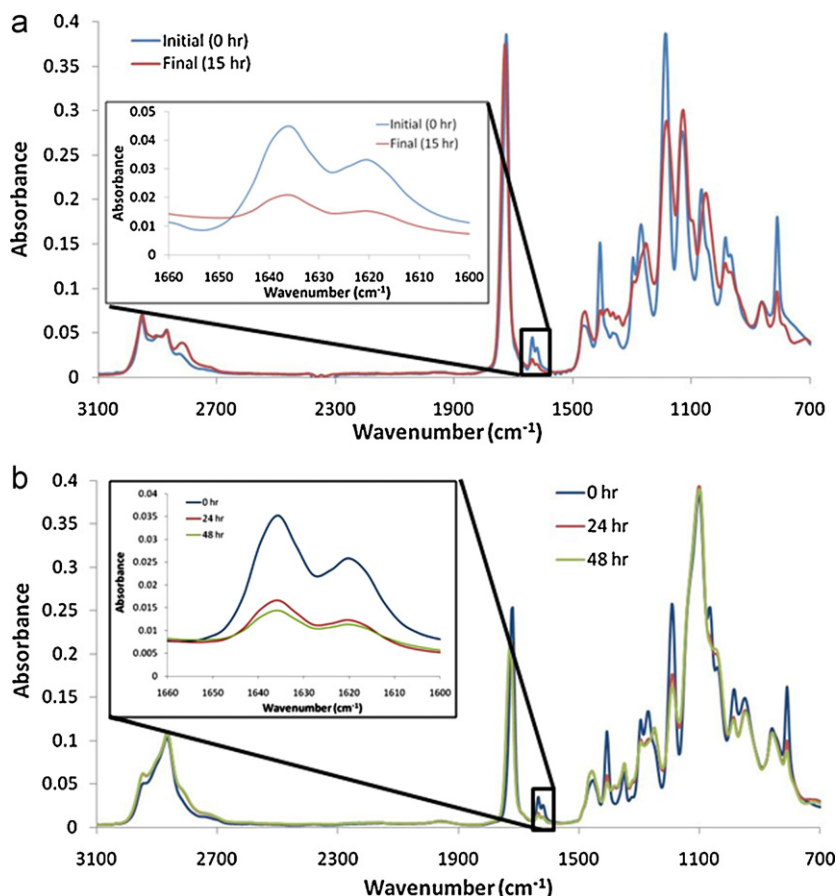 a
Initial (0 hr)
Final (15 hr)
Absorbance
0.4
0.35
0.3
0.25
0.2
0.15
0.1
0.05
0
3100 2700 2300 1900 1500 1100 700
Wavenumber (cm-1)
Initial (0 hr)
Final (15 hr)
Absorbance
0.05
0.04
0.03
0.02
0.01
0
1660 1650 1640 1630 1620 1610 1600
Wavenumber (cm-1)
b
0 hr
24 hr
48 hr
Absorbance
0.4
0.35
0.3
0.25
0.2
0.15
0.1
0.05
0
3100 2700 2300 1900 1500 1100 700
Wavenumber (cm-1)
0 hr
24 hr
48 hr
Absorbance
0.04
0.035
0.03
0.025
0.02
0.015
0.01
0.005
0
1660 1650 1640 1630 1620 1610 1600
Wavenumber (cm-1)